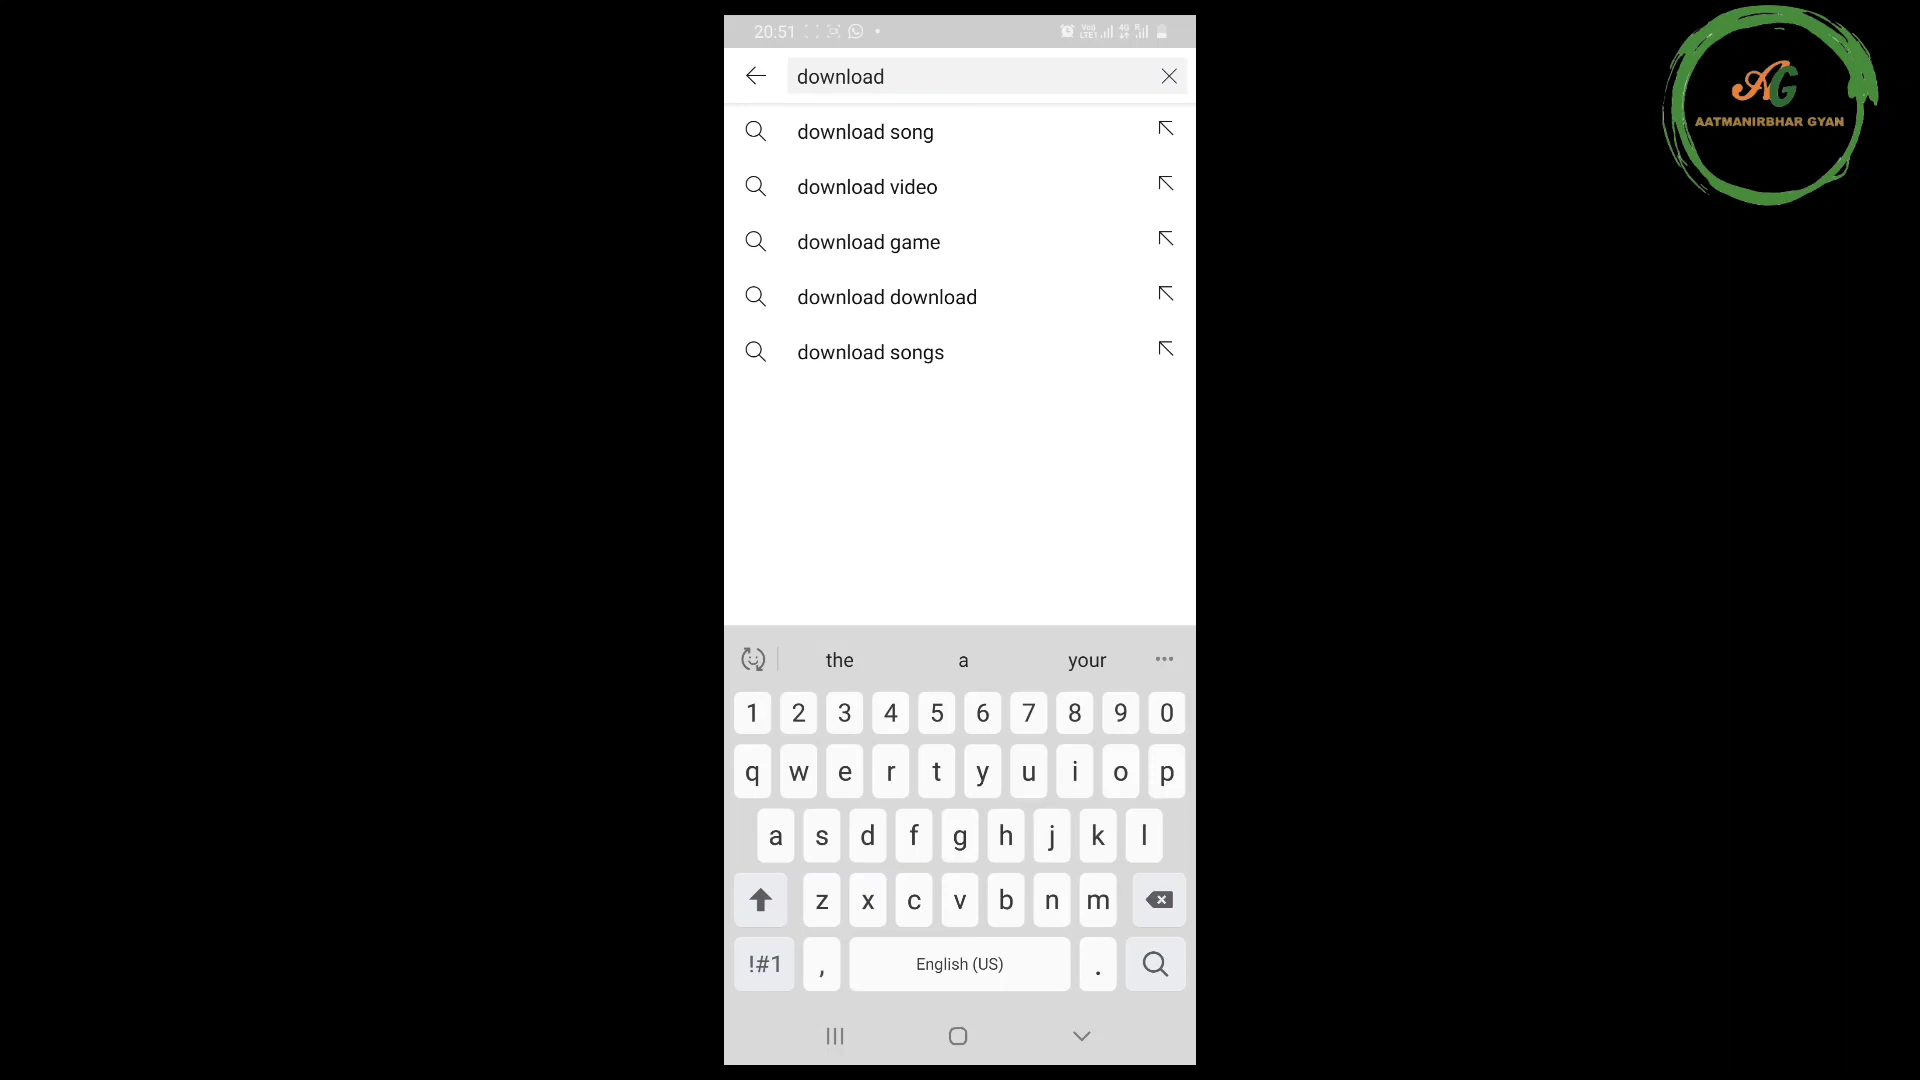 20:51
download
download song
download video
download game
download download
download songs
the a your
1 2 3 4 5 6 7 8 9 0
q w e r t y u i o p
a s d f g h j k l
z x c v b n m
!#1 , English (US) .
AG
AATMANIRBHAR GYAN